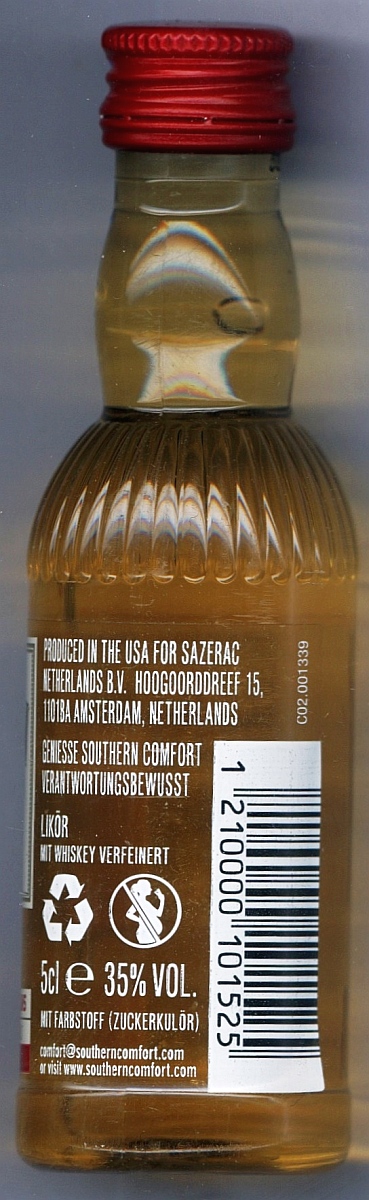 PRODUCED IN THE USA FOR SAZERAC
NETHERLANDS B.V. HOOGOORDDREEF 15,
1101BA AMSTERDAM, NETHERLANDS
GENIESSE SOUTHERN COMFORT
VERANTWORTUNGSBEWUSST
LIKÖR
MIT WHISKEY VERFEINERT
5cl e 35% VOL.
MIT FARBSTOFF (ZUCKERKULÖR)
comfort@southerncomfort.com
or visit www.southerncomfort.com
C02.001339
1 210000 101525